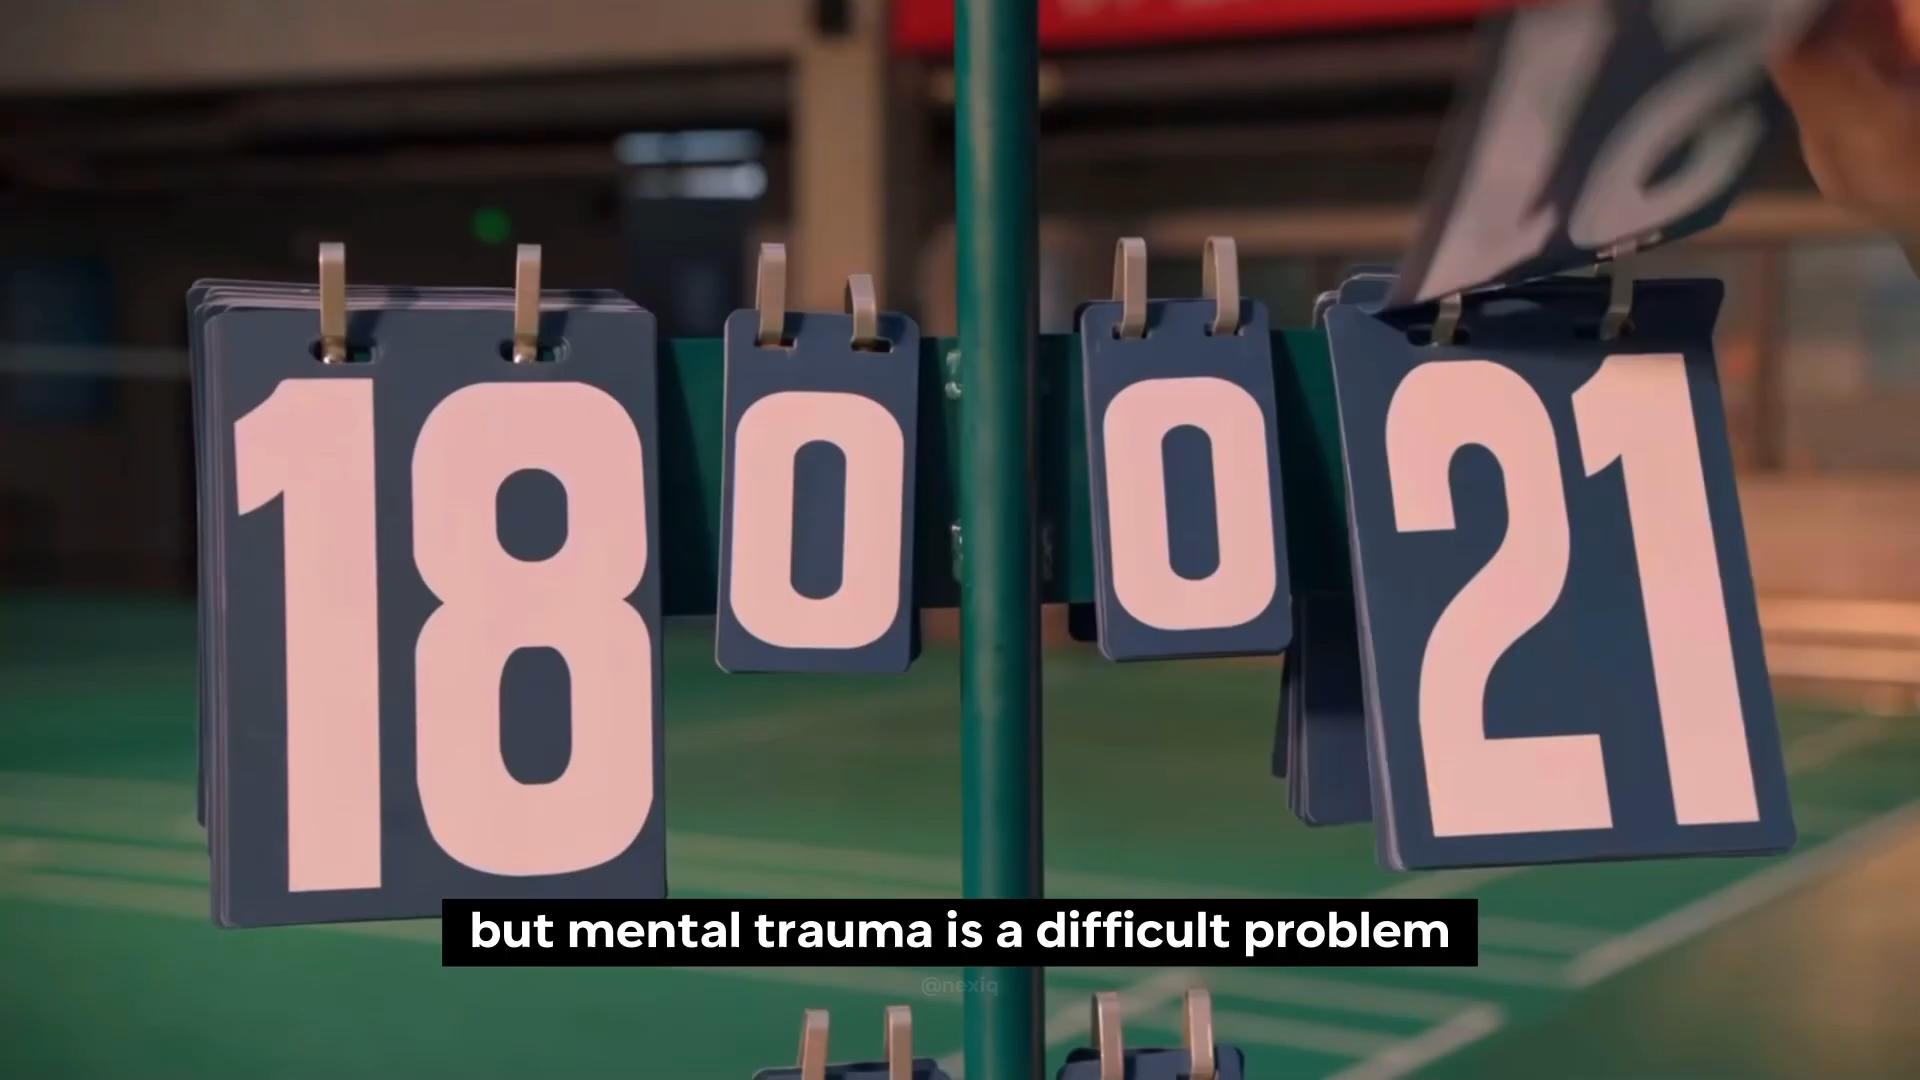 18 0 0 21
but mental trauma is a difficult problem
@nexiq